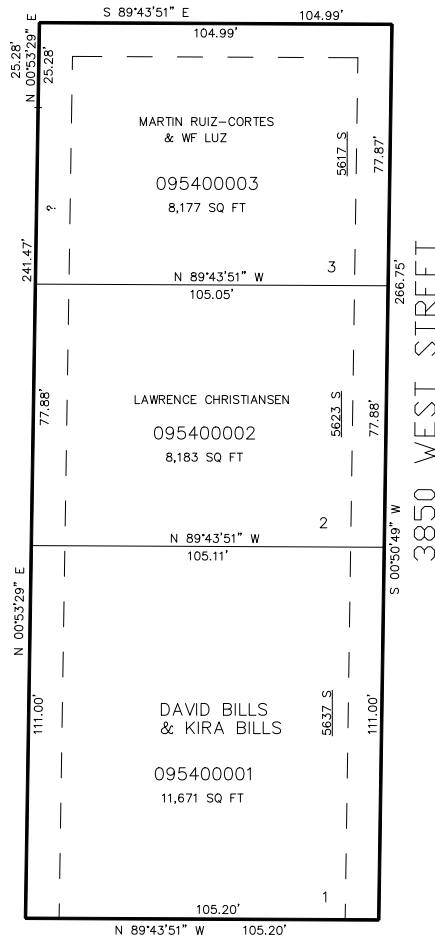 S 89°43'51" E 104.99'
104.99'
25.28'
N 00°53'29" E
25.28'
MARTIN RUIZ-CORTES
& WF LUZ
095400003
8,177 SQ FT
5617 S
77.87'
?
241.47'
266.75'
3
N 89°43'51" W
105.05'
LAWRENCE CHRISTIANSEN
095400002
8,183 SQ FT
77.88'
5623 S
77.88'
3850 WEST STREET
2
N 89°43'51" W
105.11'
S 00°50'49" W
N 00°53'29" E
DAVID BILLS
& KIRA BILLS
095400001
11,671 SQ FT
111.00'
5637 S
111.00'
1
105.20'
N 89°43'51" W 105.20'